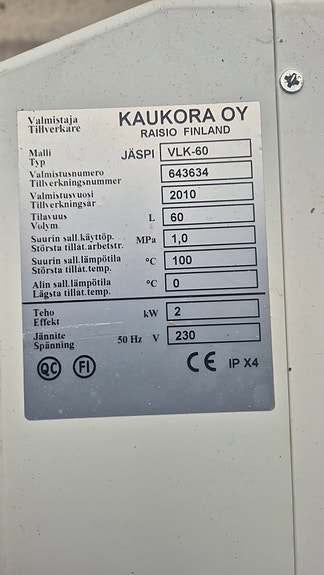 Valmistaja KAUKORA OY
Tillverkare RAISIO FINLAND
Malli
Typ JÄSPI VLK-60
Valmistusnumero
Tillverkningsnummer 643634
Valmistusvuosi
Tillverkningsår 2010
Tilavuus
Volym L 60
Suurin sall.käyttöp.
Största tillåt.arbetstr. MPa 1,0
Suurin sall.lämpötila
Största tillåt.temp. °C 100
Alin sall.lämpötila
Lägsta tillåt.temp. °C 0
Teho
Effekt kW 2
Jännite
Spänning 50 Hz V 230
QC FI CE IP X4